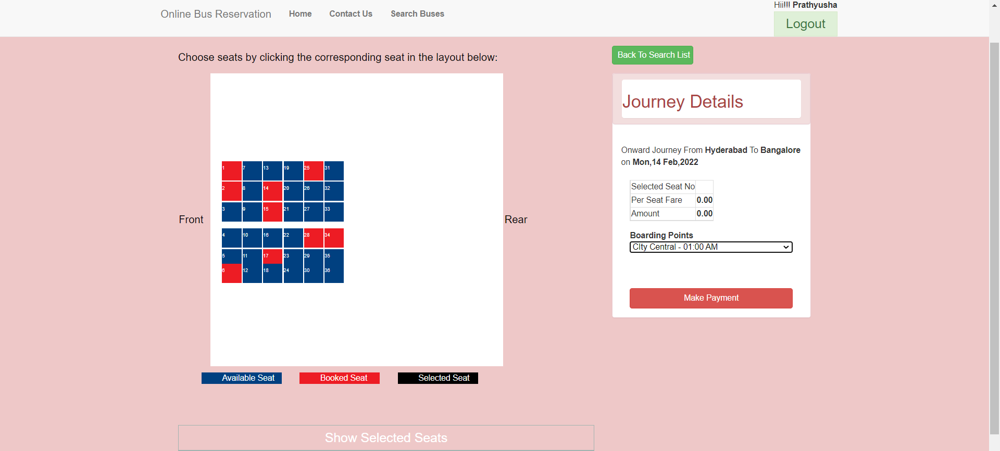 Hii!!! Prathyusha
Online Bus Reservation Home Contact Us Search Buses
Logout
Choose seats by clicking the corresponding seat in the layout below:
Back To Search List
Journey Details
Onward Journey From Hyderabad To Bangalore
on Mon,14 Feb,2022
Selected Seat No
Per Seat Fare 0.00
Amount 0.00
Boarding Points
CIty Central - 01:00 AM
Make Payment
1 7 13 19 25 31
2 8 14 20 26 32
3 9 15 21 27 33
Front
Rear
4 10 16 22 28 34
5 11 17 23 29 35
6 12 18 24 30 36
Available Seat Booked Seat Selected Seat
Show Selected Seats